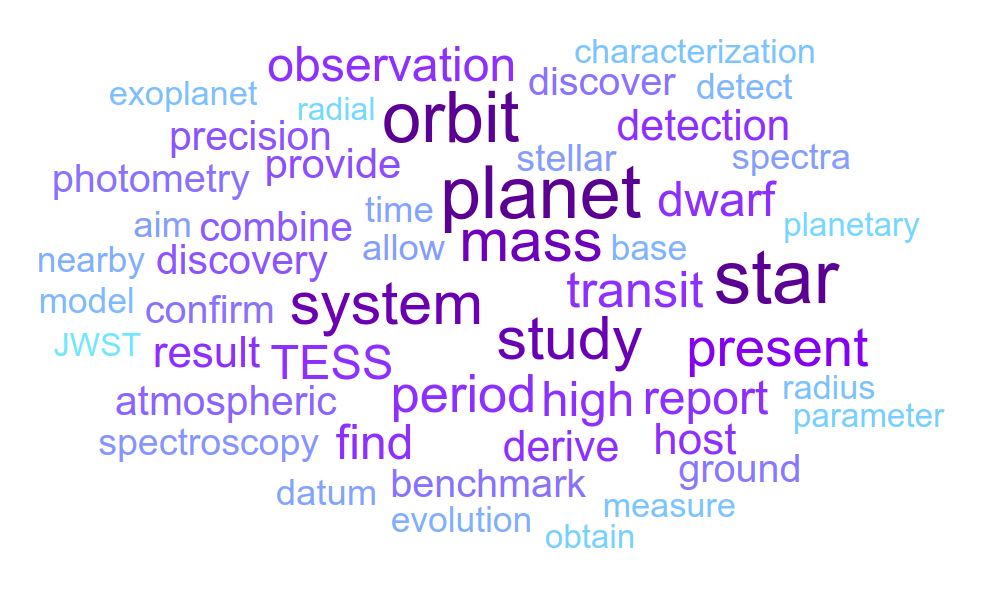 characterization
observation
discover
detect
exoplanet
radial
orbit
detection
precision
provide
stellar
spectra
photometry
planet
dwarf
time
aim
combine
planetary
allow
mass
base
nearby
discovery
star
model
confirm
system
transit
JWST
result
TESS
study
present
atmospheric
period
high
report
radius
parameter
spectroscopy
find
derive
host
ground
datum
benchmark
measure
evolution
obtain